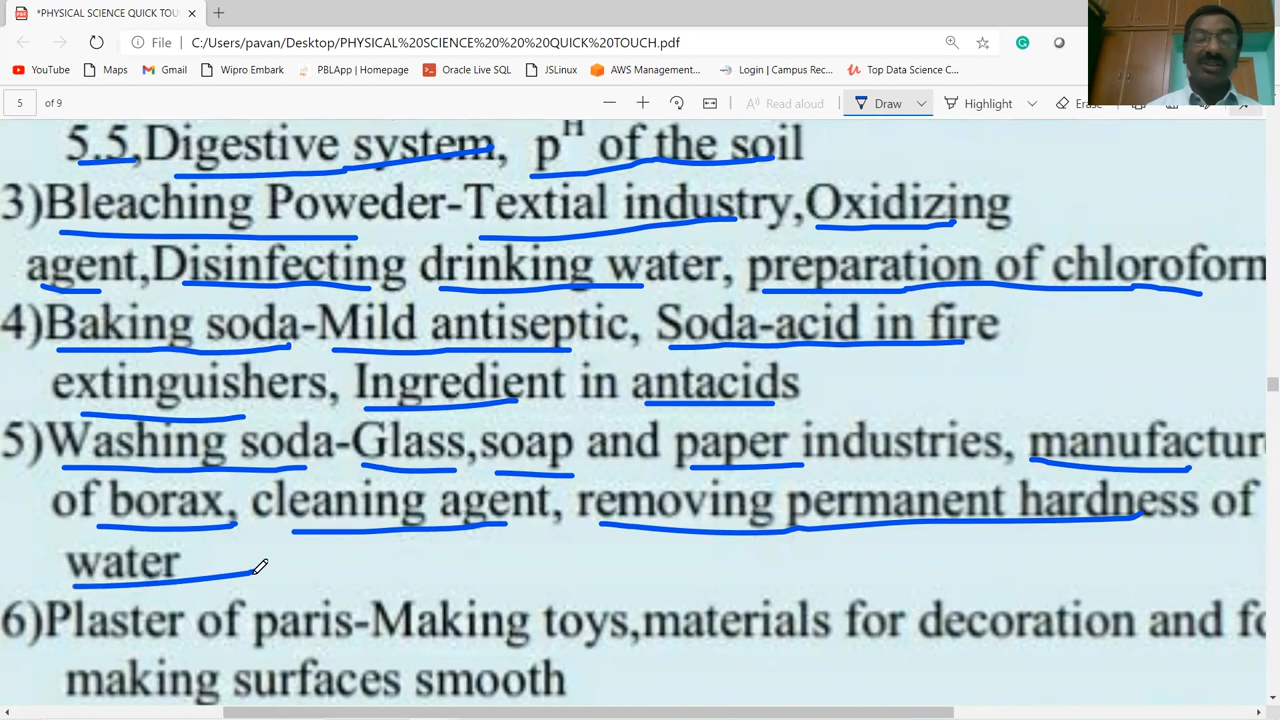 *PHYSICAL SCIENCE QUICK TOU
File C:/Users/pavan/Desktop/PHYSICAL%20SCIENCE%20%20%20QUICK%20TOUCH.pdf
YouTube Maps Gmail Wipro Embark PBLApp | Homepage Oracle Live SQL JSLinux AWS Management... Login | Campus Rec... Top Data Science C...
5 of 9 Read aloud Draw Highlight Erase
5.5,Digestive system, pH of the soil
3)Bleaching Poweder-Textial industry,Oxidizing
agent,Disinfecting drinking water, preparation of chloroform
4)Baking soda-Mild antiseptic, Soda-acid in fire
extinguishers, Ingredient in antacids
5)Washing soda-Glass,soap and paper industries, manufactur
of borax, cleaning agent, removing permanent hardness of
water
6)Plaster of paris-Making toys,materials for decoration and fo
making surfaces smooth